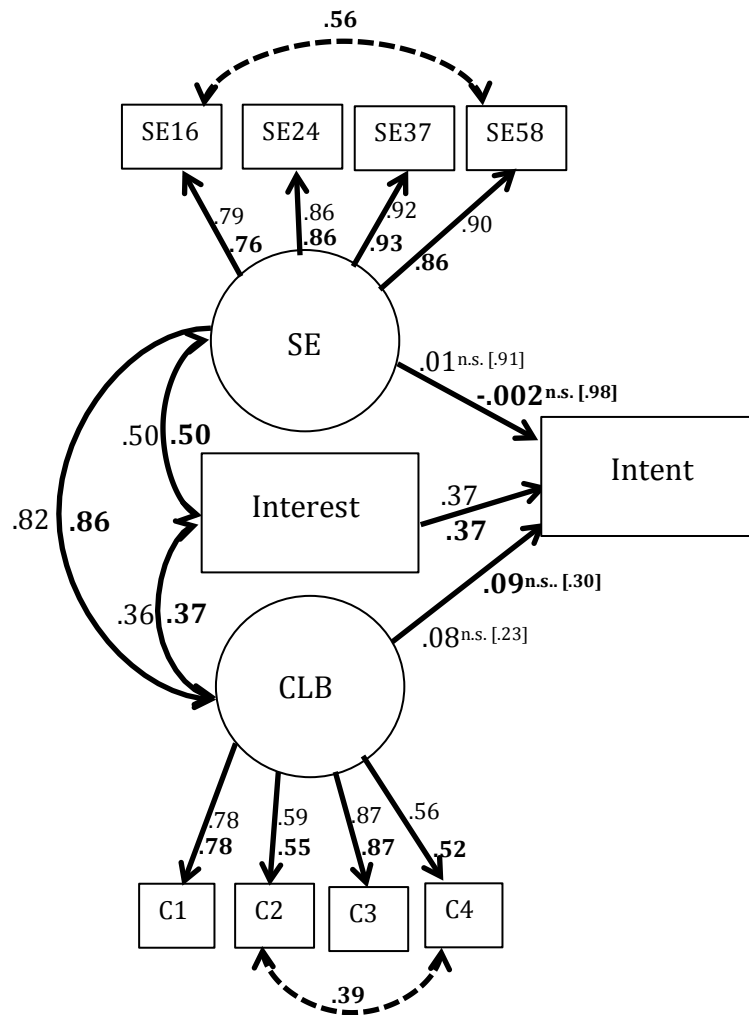 .56
SE16 SE24 SE37 SE58
.79 .86 .92 .90
.76 .86 .93 .86
SE
.01n.s. [.91]
-.002n.s. [.98]
.50 .50
Intent
Interest
.37
.37
.82 .86
.09n.s.. [.30]
.36 .37
.08n.s. [.23]
CLB
.78 .59 .87 .56
.78 .55 .87 .52
C1 C2 C3 C4
.39